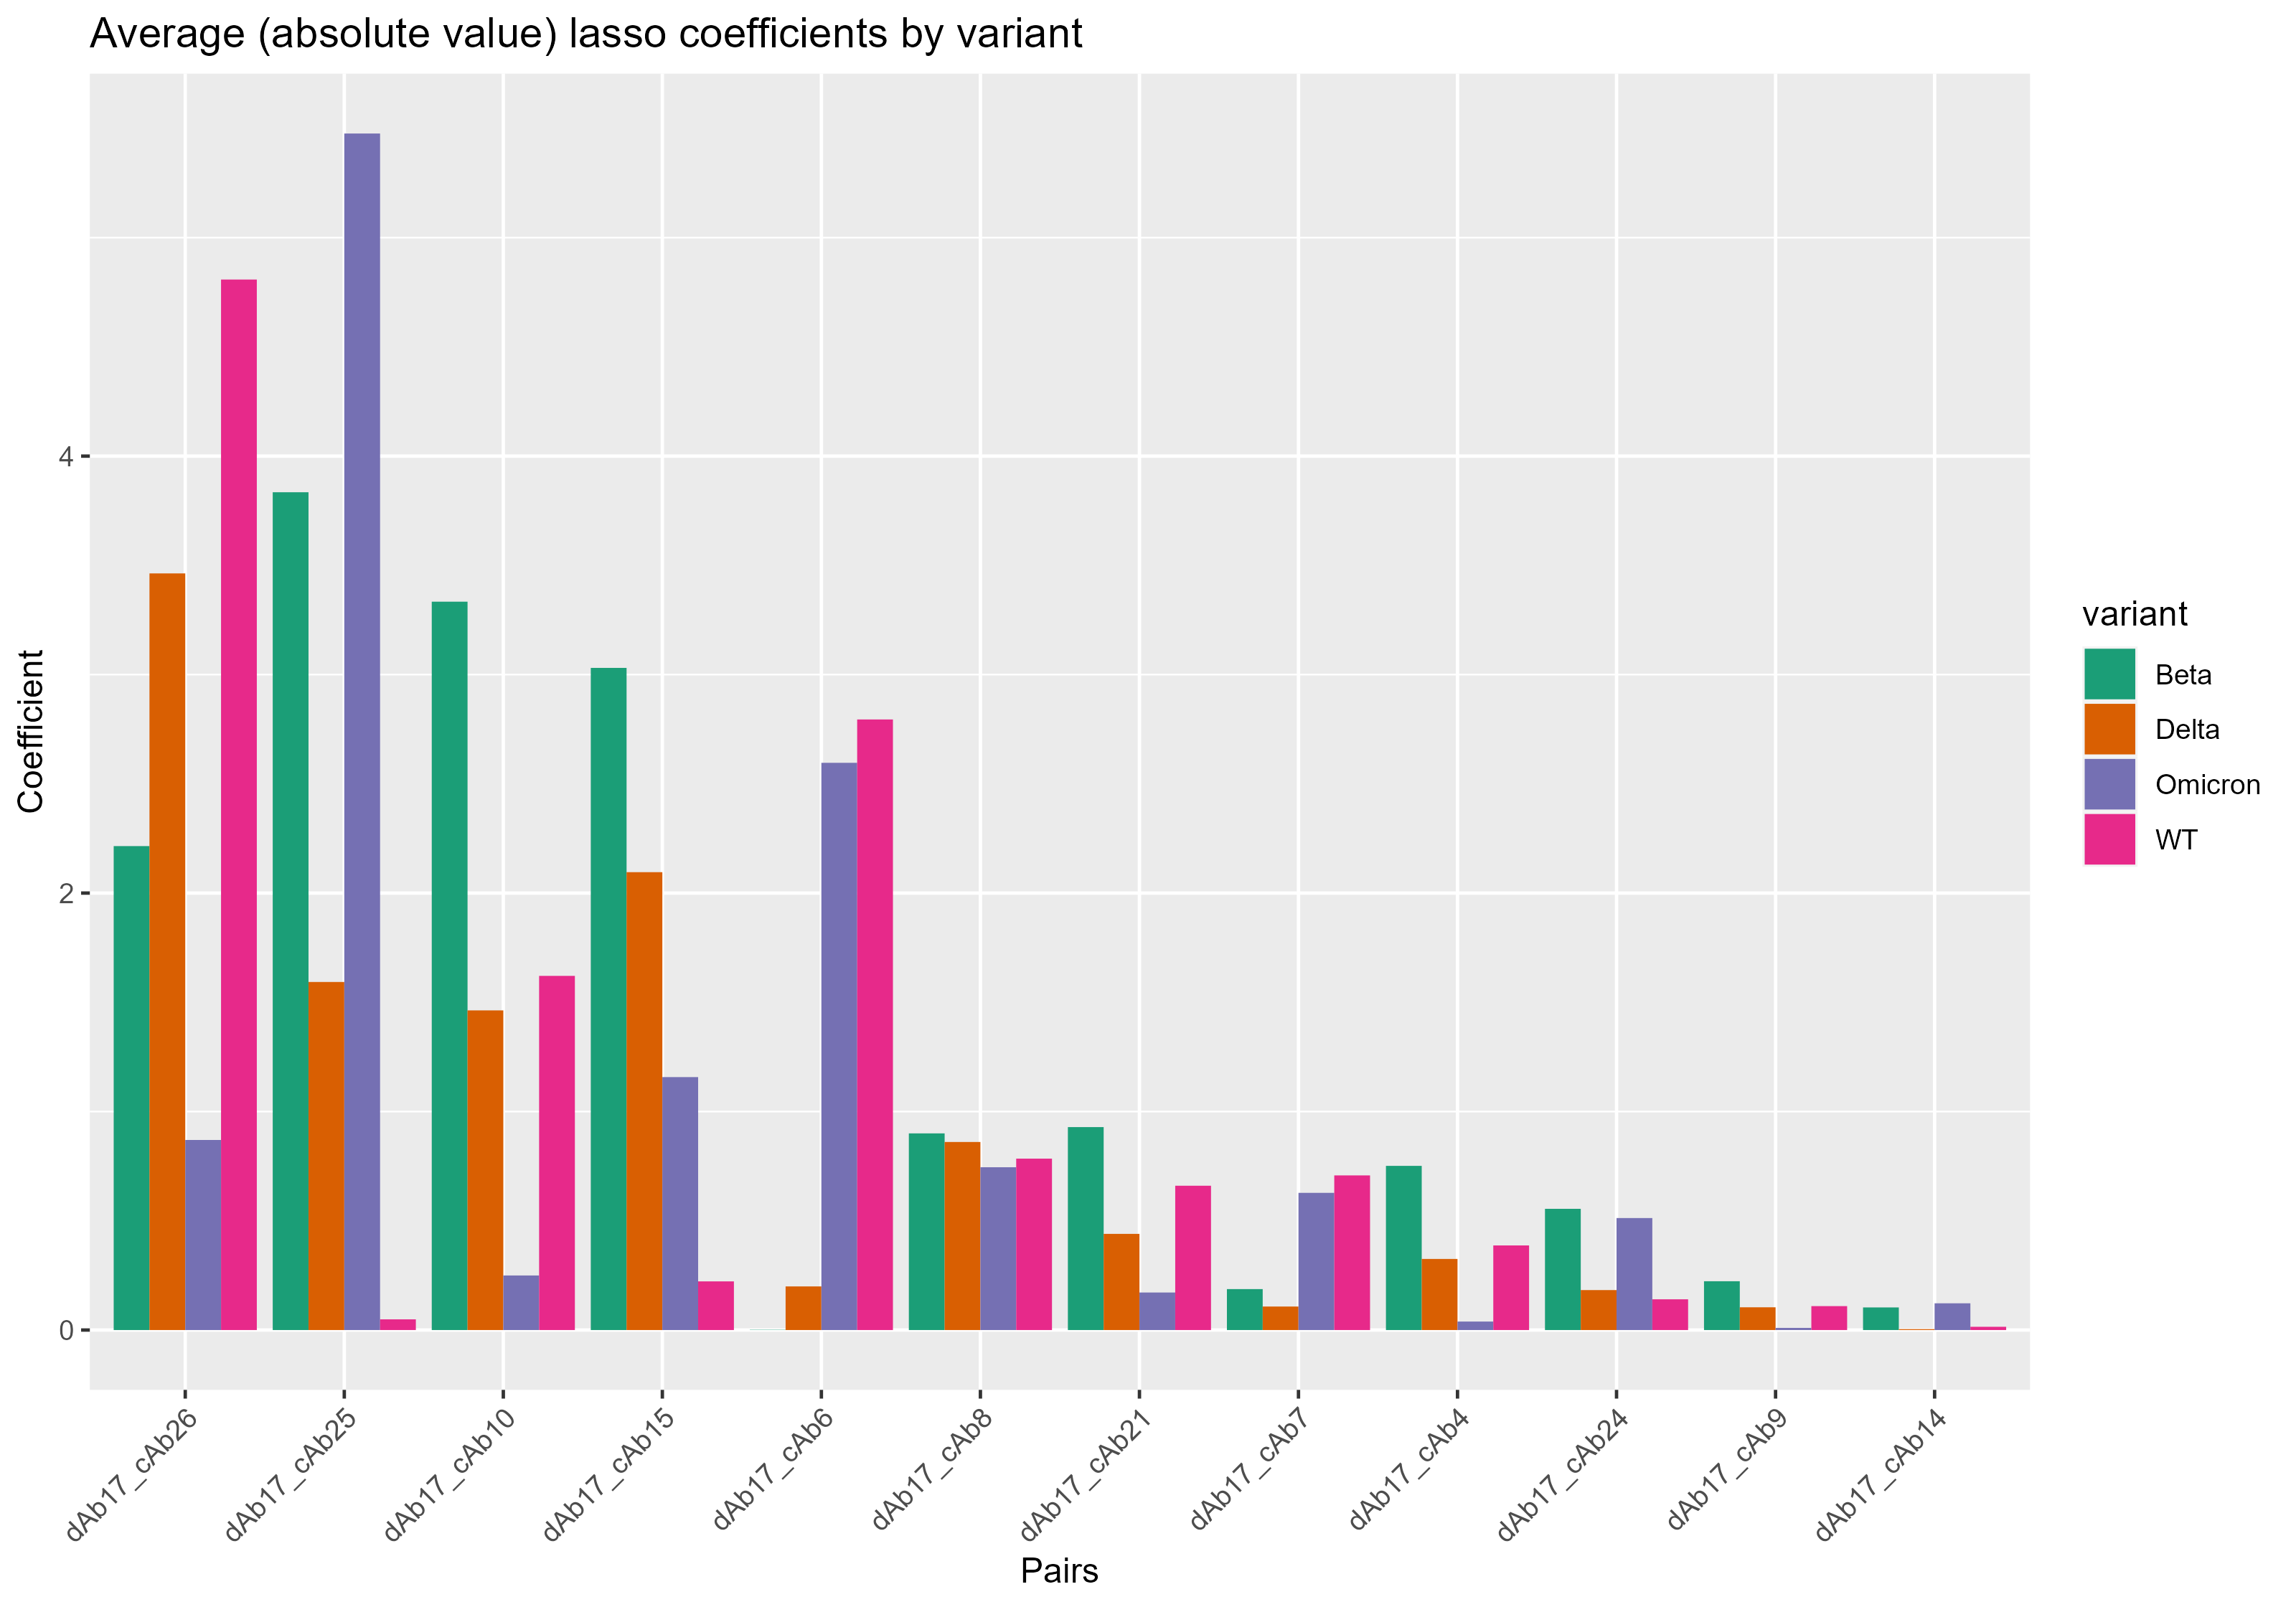 Average (absolute value) lasso coefficients by variant
Coefficient
4
2
0
dAb17_cAb26
dAb17_cAb25
dAb17_cAb10
dAb17_cAb15
dAb17_cAb6
dAb17_cAb8
dAb17_cAb21
dAb17_cAb7
dAb17_cAb4
dAb17_cAb24
dAb17_cAb9
dAb17_cAb14
Pairs
variant
Beta
Delta
Omicron
WT